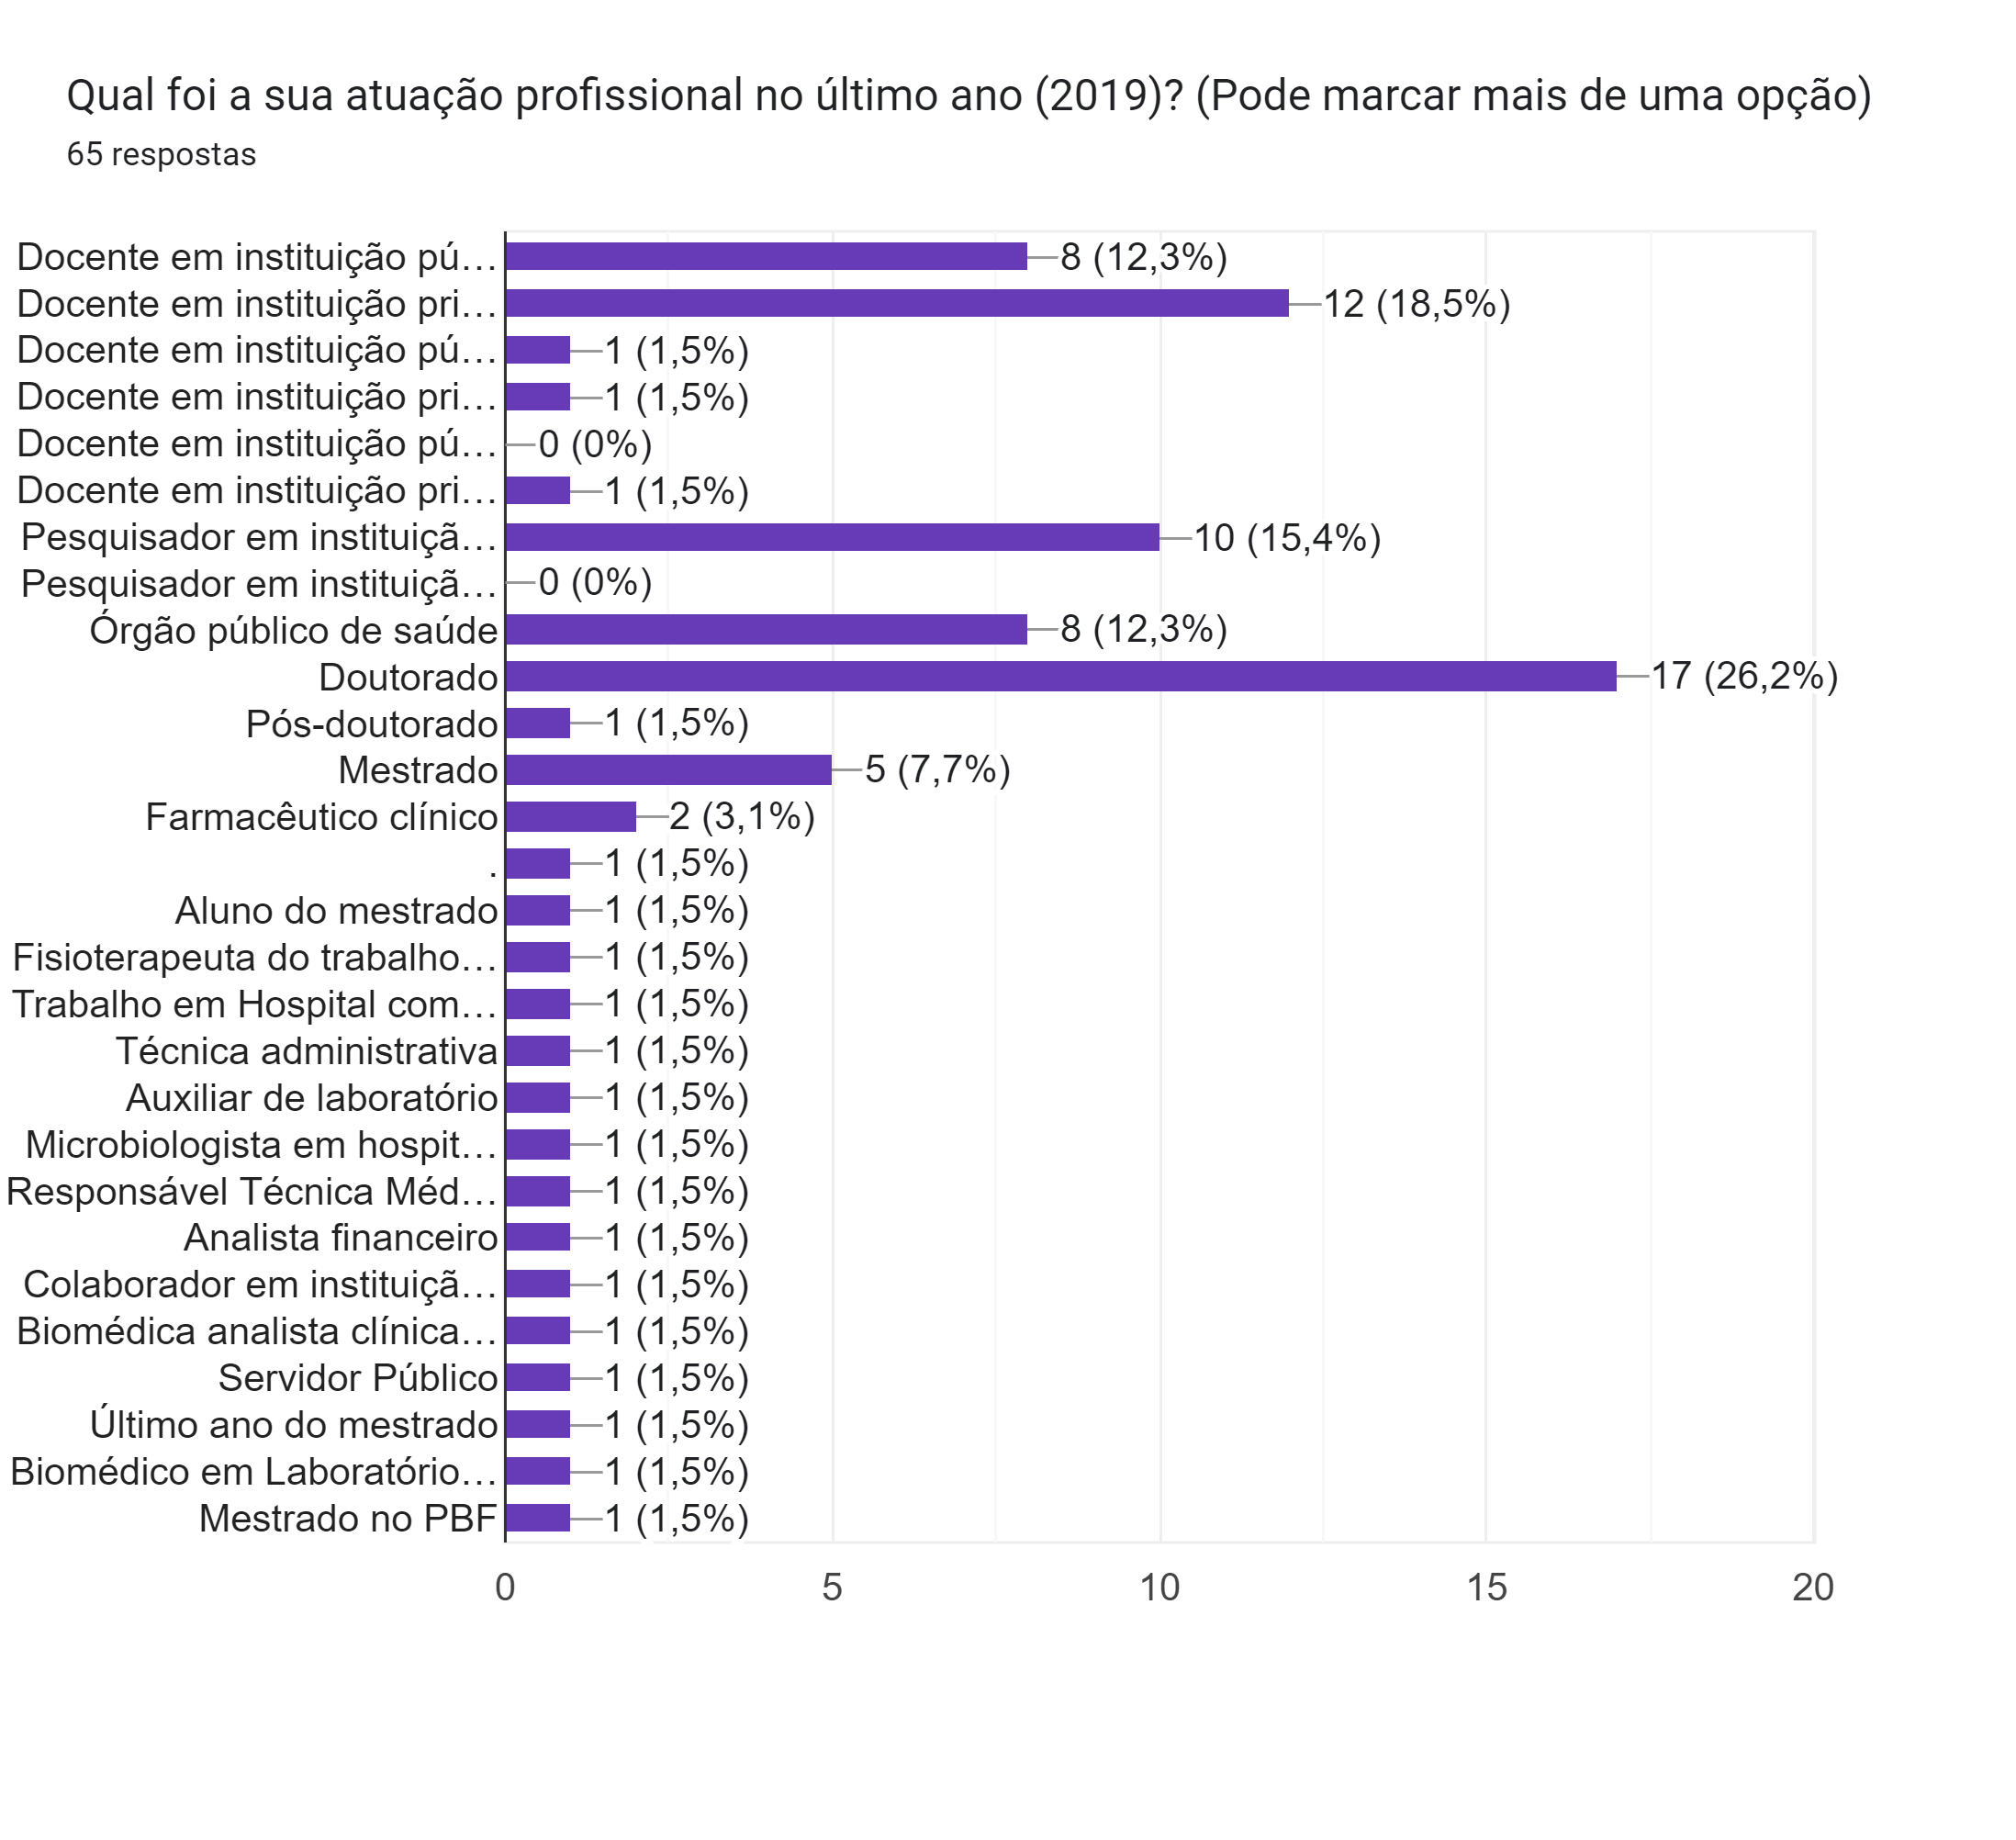 Qual foi a sua atuação profissional no último ano (2019)? (Pode marcar mais de uma opção)
65 respostas
Docente em instituição pú… 8 (12,3%)
Docente em instituição pri… 12 (18,5%)
Docente em instituição pú… 1 (1,5%)
Docente em instituição pri… 1 (1,5%)
Docente em instituição pú… 0 (0%)
Docente em instituição pri… 1 (1,5%)
Pesquisador em instituiçã… 10 (15,4%)
Pesquisador em instituiçã… 0 (0%)
Órgão público de saúde 8 (12,3%)
Doutorado 17 (26,2%)
Pós-doutorado 1 (1,5%)
Mestrado 5 (7,7%)
Farmacêutico clínico 2 (3,1%)
. 1 (1,5%)
Aluno do mestrado 1 (1,5%)
Fisioterapeuta do trabalho… 1 (1,5%)
Trabalho em Hospital com… 1 (1,5%)
Técnica administrativa 1 (1,5%)
Auxiliar de laboratório 1 (1,5%)
Microbiologista em hospit… 1 (1,5%)
Responsável Técnica Méd… 1 (1,5%)
Analista financeiro 1 (1,5%)
Colaborador em instituiçã… 1 (1,5%)
Biomédica analista clínica… 1 (1,5%)
Servidor Público 1 (1,5%)
Último ano do mestrado 1 (1,5%)
Biomédico em Laboratório… 1 (1,5%)
Mestrado no PBF 1 (1,5%)
0 5 10 15 20